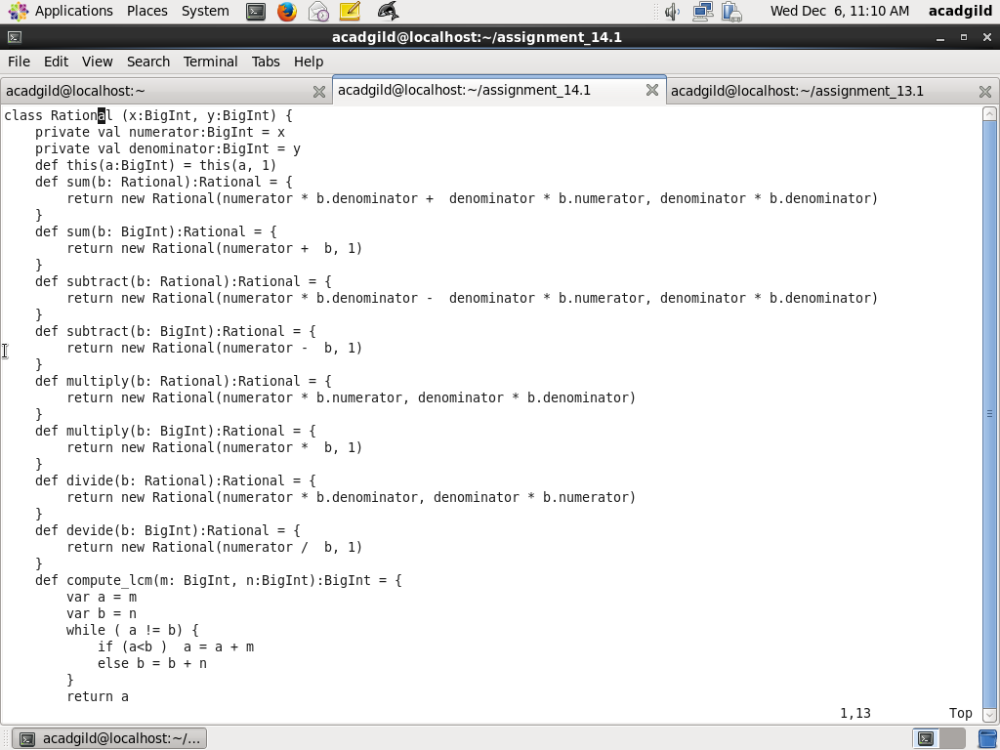 Applications Places System Wed Dec 6, 11:10 AM acadgild
acadgild@localhost:~/assignment_14.1
File Edit View Search Terminal Tabs Help
acadgild@localhost:~ acadgild@localhost:~/assignment_14.1 acadgild@localhost:~/assignment_13.1
class Rational (x:BigInt, y:BigInt) {
    private val numerator:BigInt = x
    private val denominator:BigInt = y
    def this(a:BigInt) = this(a, 1)
    def sum(b: Rational):Rational = {
        return new Rational(numerator * b.denominator +  denominator * b.numerator, denominator * b.denominator)
    }
    def sum(b: BigInt):Rational = {
        return new Rational(numerator +  b, 1)
    }
    def subtract(b: Rational):Rational = {
        return new Rational(numerator * b.denominator -  denominator * b.numerator, denominator * b.denominator)
    }
    def subtract(b: BigInt):Rational = {
        return new Rational(numerator -  b, 1)
    }
    def multiply(b: Rational):Rational = {
        return new Rational(numerator * b.numerator, denominator * b.denominator)
    }
    def multiply(b: BigInt):Rational = {
        return new Rational(numerator *  b, 1)
    }
    def divide(b: Rational):Rational = {
        return new Rational(numerator * b.denominator, denominator * b.numerator)
    }
    def devide(b: BigInt):Rational = {
        return new Rational(numerator /  b, 1)
    }
    def compute_lcm(m: BigInt, n:BigInt):BigInt = {
        var a = m
        var b = n
        while ( a != b) {
            if (a<b )  a = a + m
            else b = b + n
        }
        return a
1,13 Top
acadgild@localhost:~/...